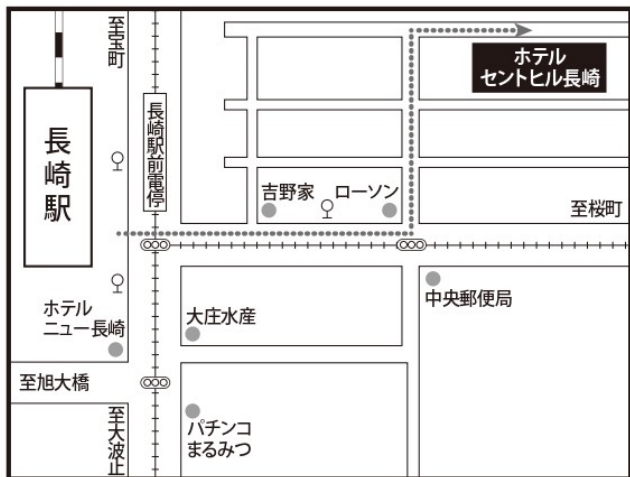 至宝町
ホテル
セントヒル長崎
長崎駅
長崎駅前電停
吉野家
ローソン
至桜町
ホテル
ニュー長崎
大庄水産
中央郵便局
至旭大橋
至大波止
パチンコ
まるみつ